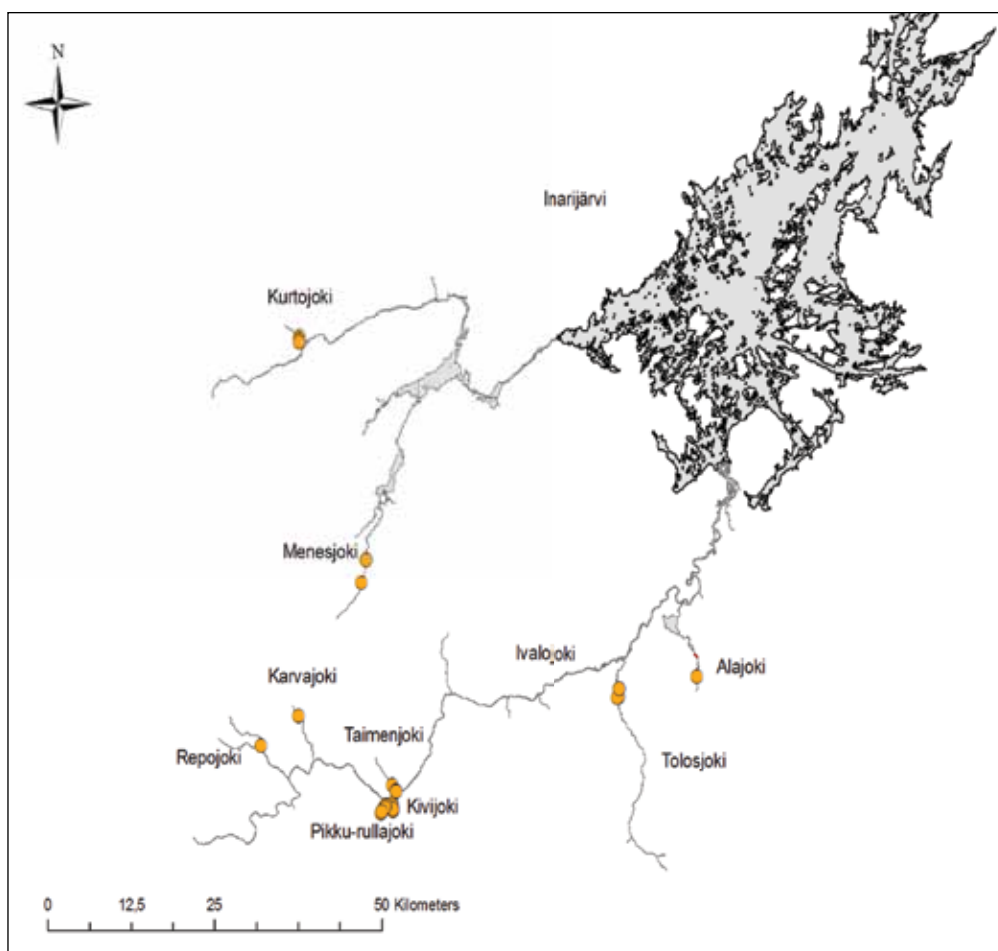 N
Inarijärvi
Kurtojoki
Menesjoki
Ivalojoki
Alajoki
Karvajoki
Taimenjoki
Repojoki
Tolosjoki
Kivijoki
Pikku-rullajoki
0 12,5 25 50 Kilometers